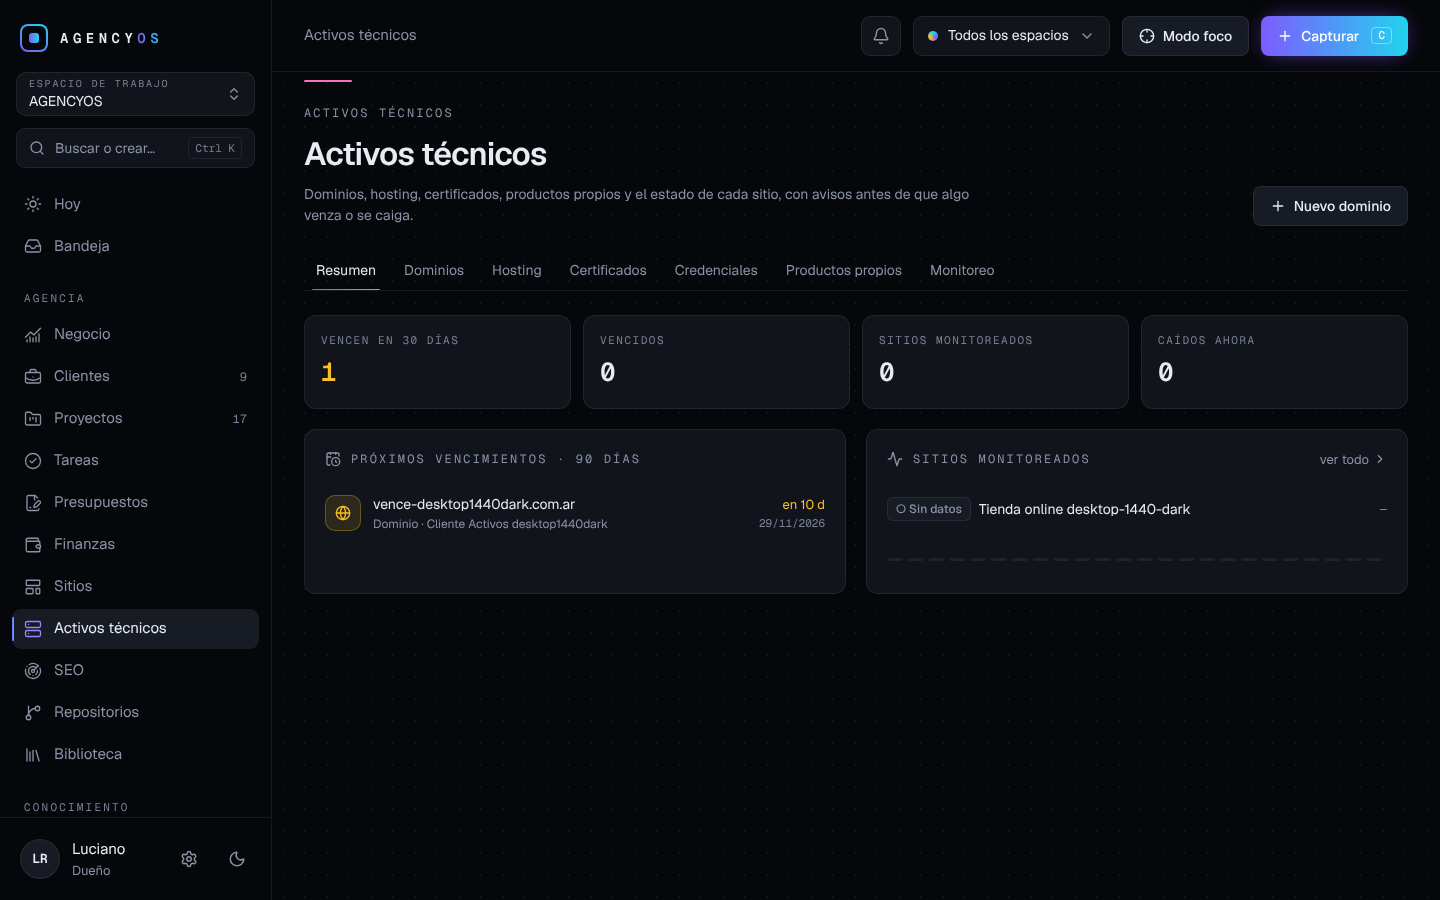 AGENCYOS
ESPACIO DE TRABAJO
AGENCYOS
Buscar o crear...
Ctrl K
Hoy
Bandeja
AGENCIA
Negocio
Clientes 9
Proyectos 17
Tareas
Presupuestos
Finanzas
Sitios
Activos técnicos
SEO
Repositorios
Biblioteca
CONOCIMIENTO
LR
Luciano
Dueño
Activos técnicos
Todos los espacios
Modo foco
Capturar C
ACTIVOS TÉCNICOS
Activos técnicos
Dominios, hosting, certificados, productos propios y el estado de cada sitio, con avisos antes de que algo
venza o se caiga.
Nuevo dominio
Resumen Dominios Hosting Certificados Credenciales Productos propios Monitoreo
VENCEN EN 30 DÍAS
1
VENCIDOS
0
SITIOS MONITOREADOS
0
CAÍDOS AHORA
0
PRÓXIMOS VENCIMIENTOS · 90 DÍAS
vence-desktop1440dark.com.ar
en 10 d
Dominio · Cliente Activos desktop1440dark
29/11/2026
SITIOS MONITOREADOS
ver todo
Sin datos
Tienda online desktop-1440-dark
—